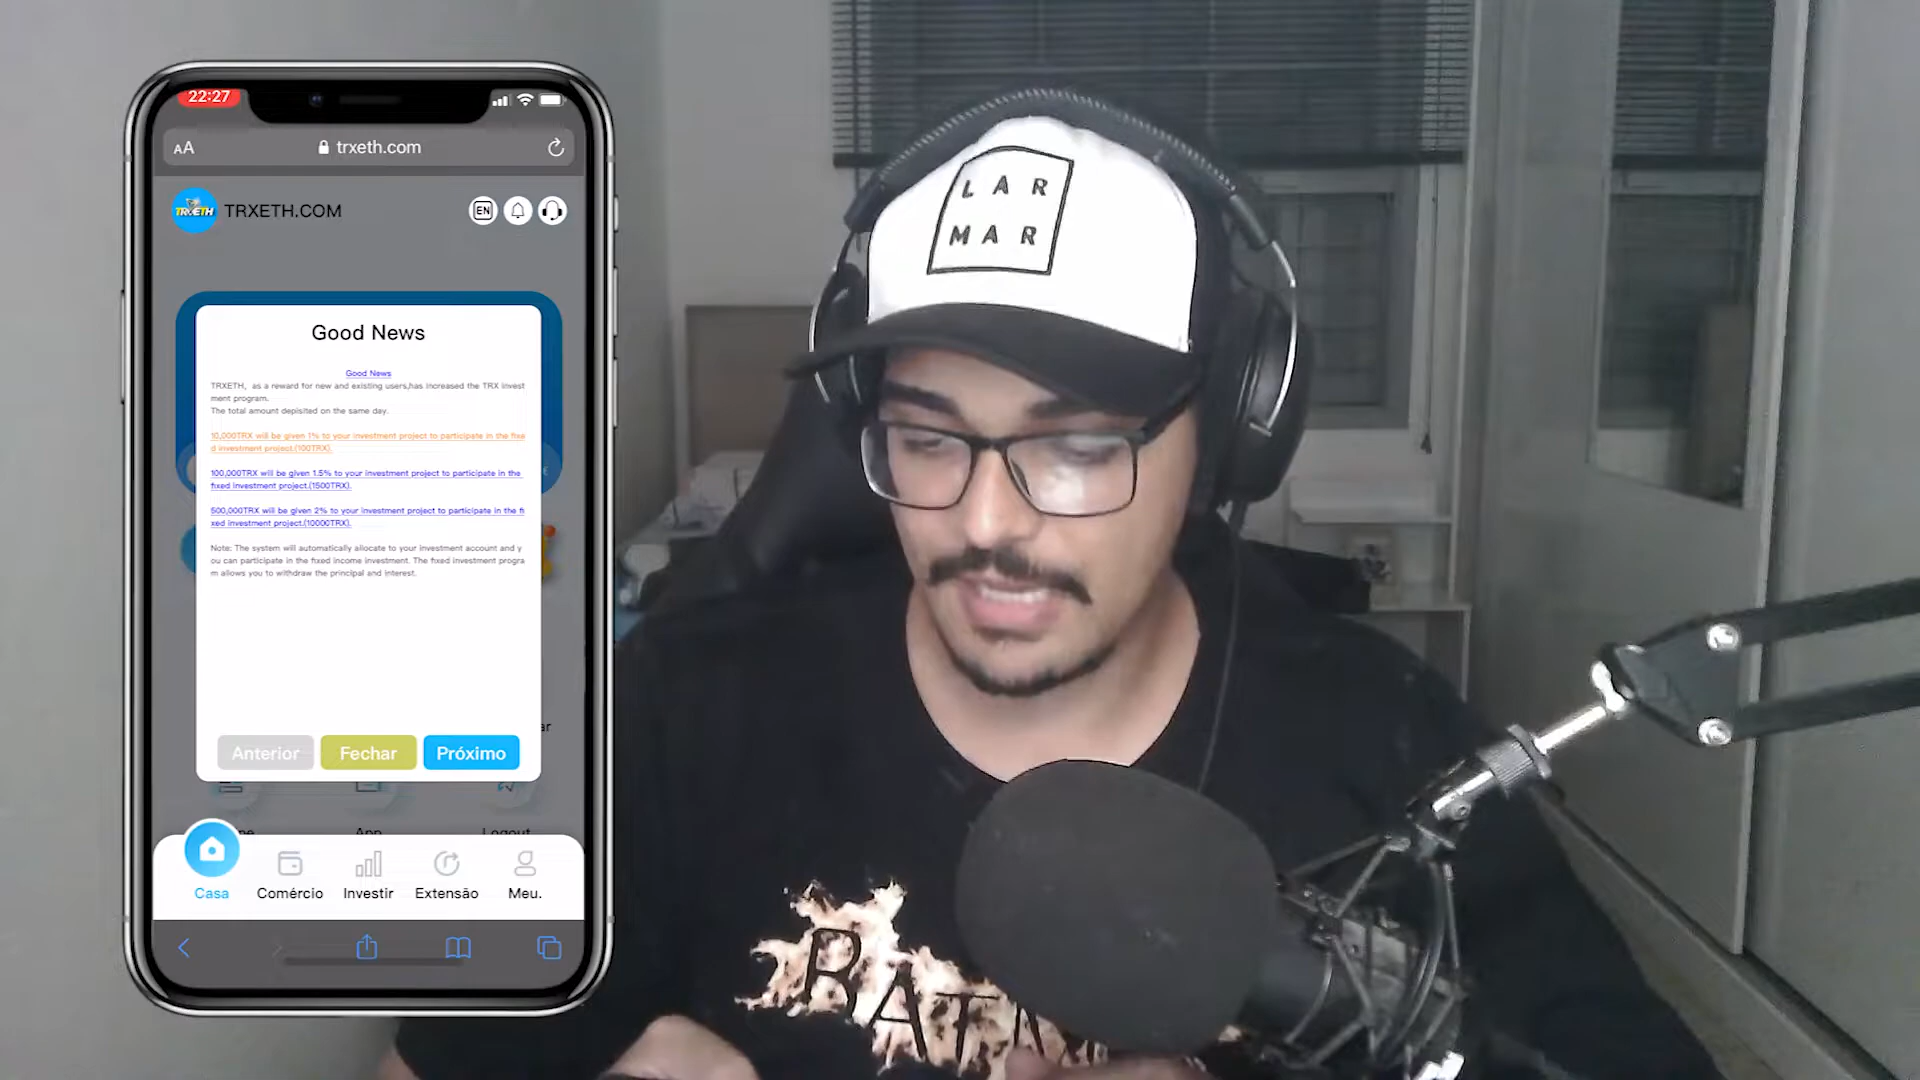 22:27
AA
trxeth.com
TRXETH
TRXETH.COM
EN
Good News
Good News
TRXETH, as a reward for new and existing users,has increased the TRX invest
ment program.
The total amount depisited on the same day.
10,000TRX will be given 1% to your investment project to participate in the fixe
d investment project.(100TRX).
100,000TRX will be given 1.5% to your investment project to participate in the
fixed investment project.(1500TRX).
500,000TRX will be given 2% to your investment project to participate in the fi
xed investment project.(10000TRX).
Note: The system will automatically allocate to your investment account and y
ou can participate in the fixed income investment. The fixed investment progra
m allows you to withdraw the principal and interest.
Anterior
Fechar
Próximo
App
Logout
Casa
Comércio
Investir
Extensão
Meu.
LAR
MAR